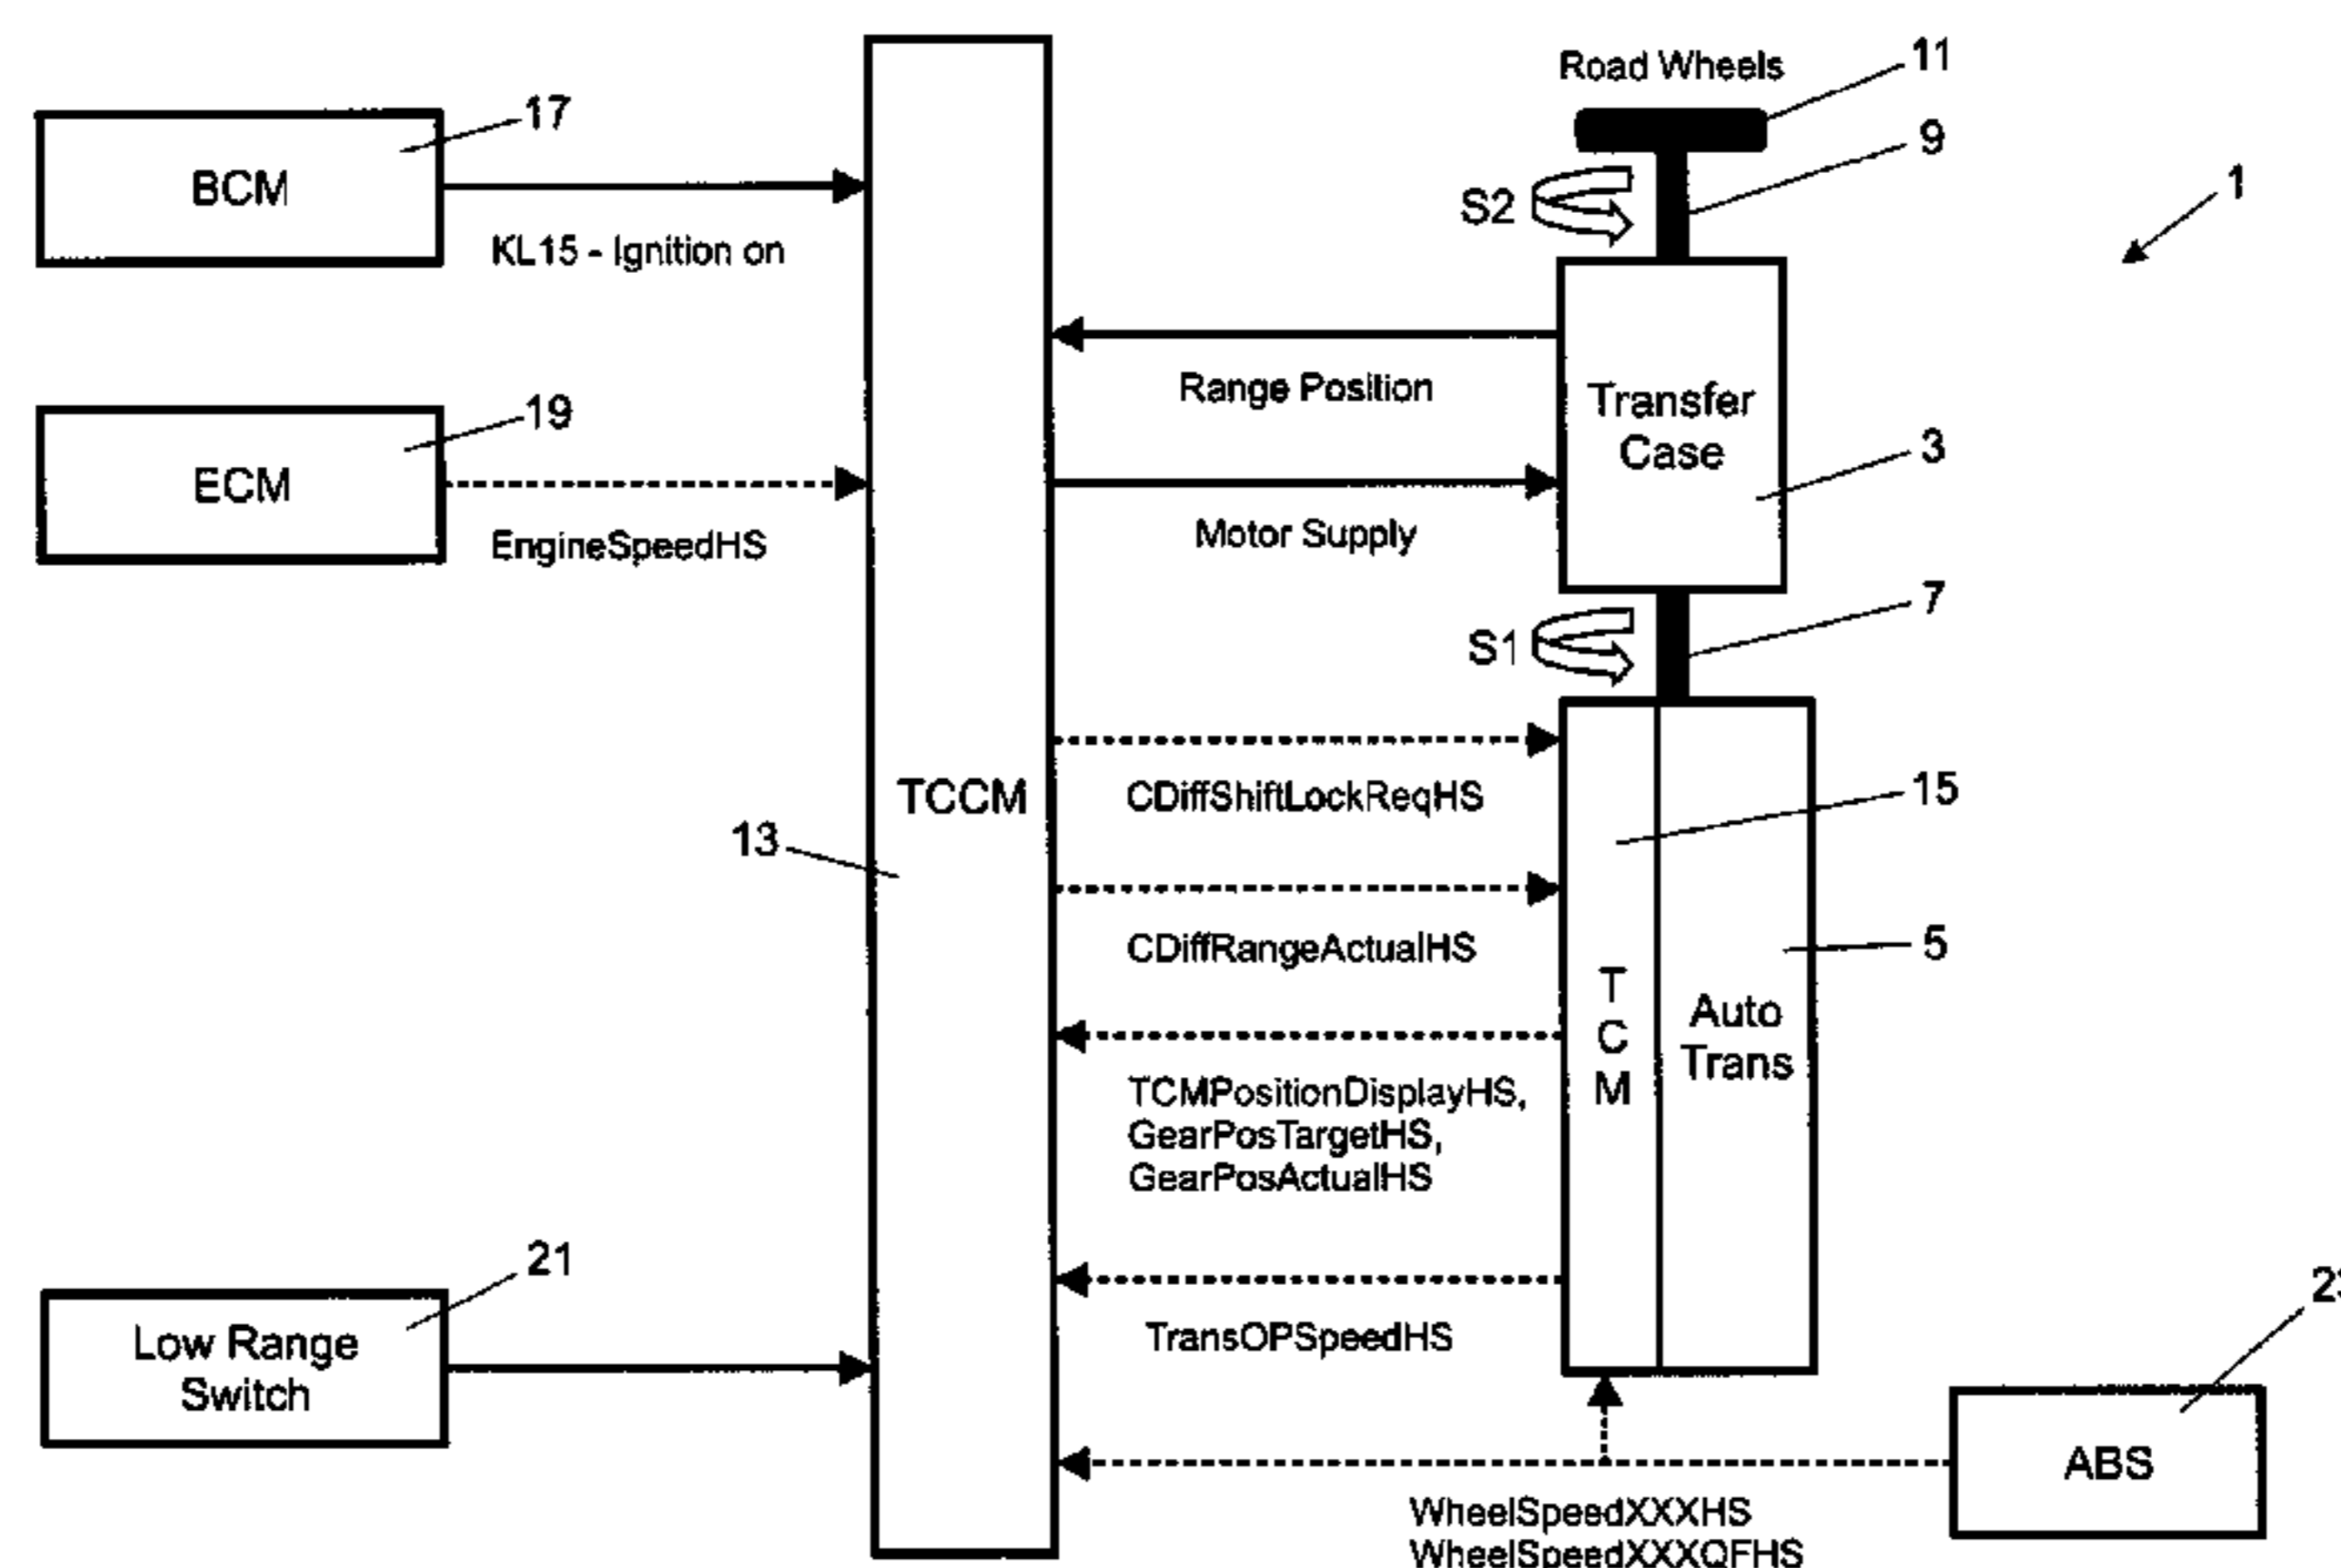 Road Wheels
11
17
9
BCM
S2
1
KL15 - Ignition on
Range Position
Transfer
Case
19
3
ECM
EngineSpeedHS
Motor Supply
7
S1
TCCM
13
CDiffShiftLockReqHS
15
CDiffRangeActualHS
5
T
C
M
Auto
Trans
TCMPositionDisplayHS,
GearPosTargetHS,
GearPosActualHS
21
Low Range
Switch
TransOPSpeedHS
ABS
WheelSpeedXXXHS
WheelSpeedXXXQFHS